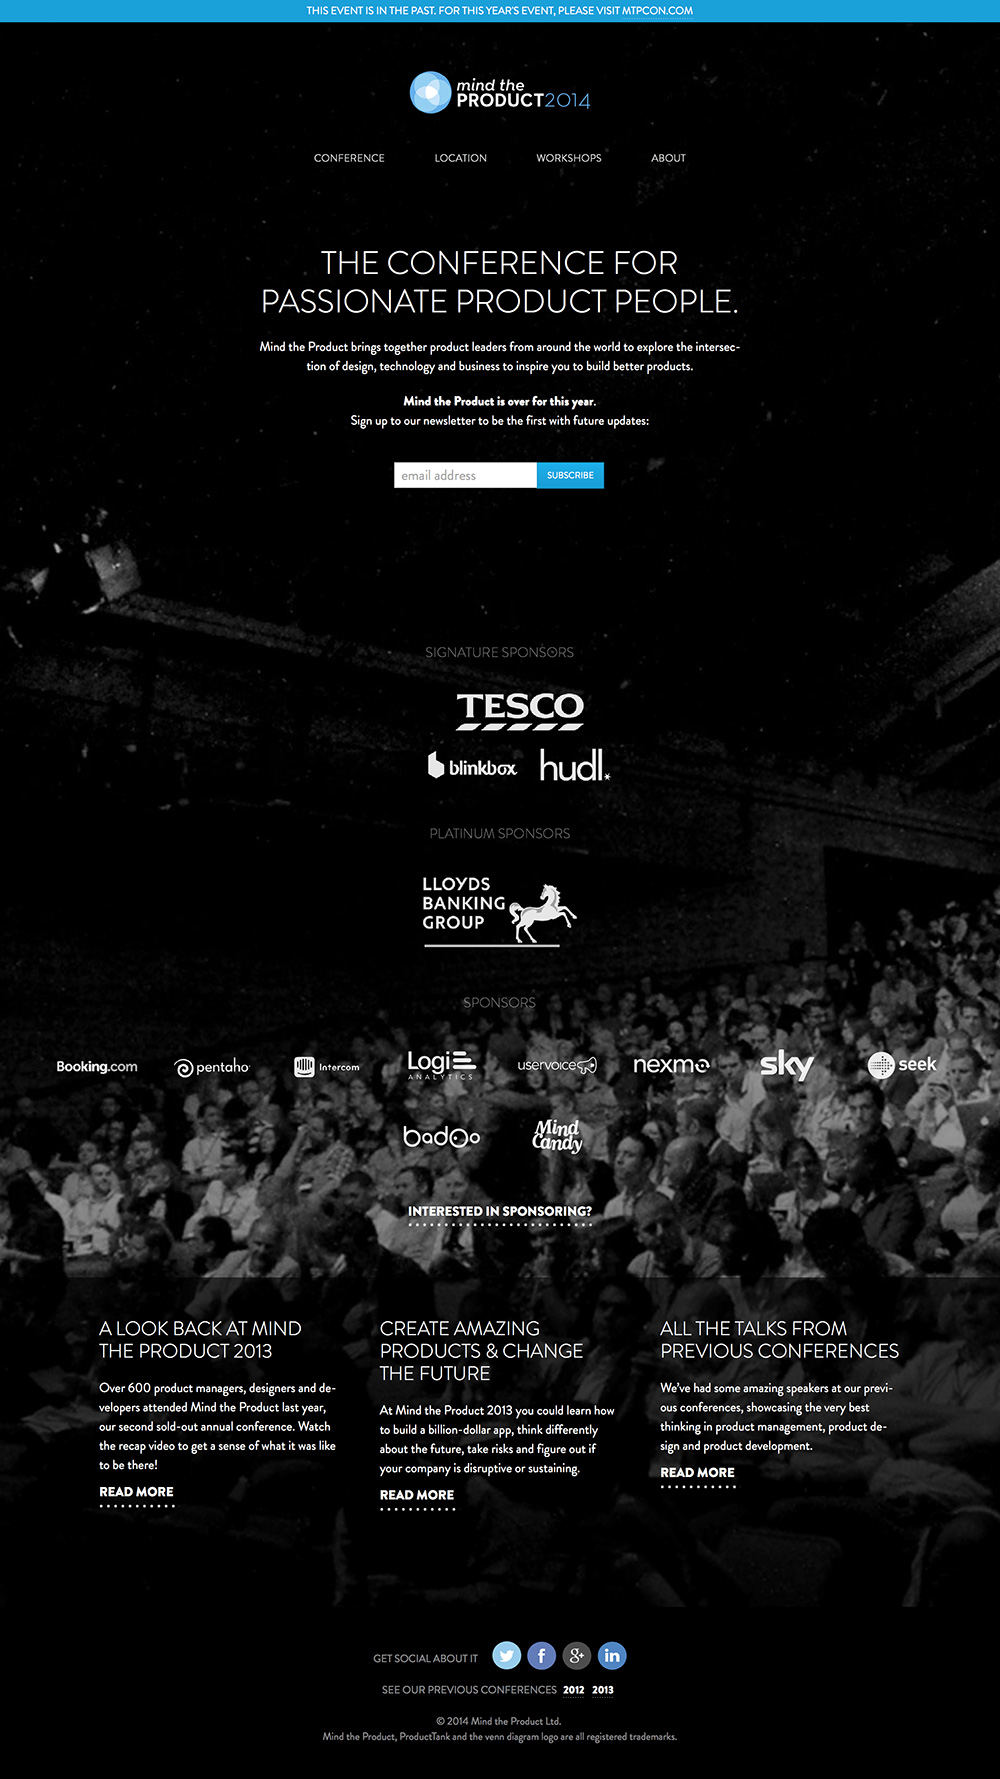 THIS EVENT IS IN THE PAST. FOR THIS YEAR'S EVENT, PLEASE VISIT MTPCON.COM
mind the
PRODUCT2014
CONFERENCE LOCATION WORKSHOPS ABOUT
THE CONFERENCE FOR
PASSIONATE PRODUCT PEOPLE.
Mind the Product brings together product leaders from around the world to explore the intersec-
tion of design, technology and business to inspire you to build better products.
Mind the Product is over for this year.
Sign up to our newsletter to be the first with future updates:
email address SUBSCRIBE
SIGNATURE SPONSORS
TESCO
blinkbox hudl
PLATINUM SPONSORS
LLOYDS
BANKING
GROUP
SPONSORS
Booking.com pentaho Intercom Logi ANALYTICS uservoice nexmo sky seek
badoo Mind Candy
INTERESTED IN SPONSORING?
A LOOK BACK AT MIND
THE PRODUCT 2013
Over 600 product managers, designers and de-
velopers attended Mind the Product last year,
our second sold-out annual conference. Watch
the recap video to get a sense of what it was like
to be there!
READ MORE
CREATE AMAZING
PRODUCTS & CHANGE
THE FUTURE
At Mind the Product 2013 you could learn how
to build a billion-dollar app, think differently
about the future, take risks and figure out if
your company is disruptive or sustaining.
READ MORE
ALL THE TALKS FROM
PREVIOUS CONFERENCES
We've had some amazing speakers at our previ-
ous conferences, showcasing the very best
thinking in product management, product de-
sign and product development.
READ MORE
GET SOCIAL ABOUT IT f g+ in
SEE OUR PREVIOUS CONFERENCES 2012 2013
© 2014 Mind the Product Ltd.
Mind the Product, ProductTank and the venn diagram logo are all registered trademarks.